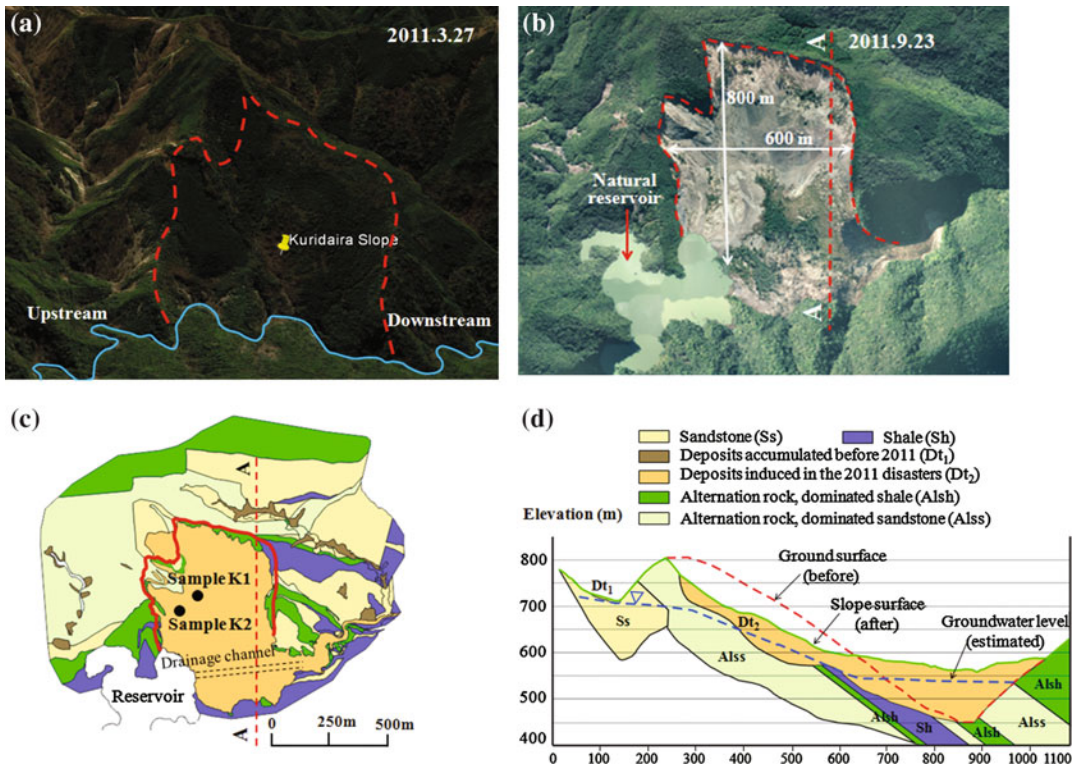 (a)
2011.3.27
Kuridaira Slope
Upstream
Downstream
(b)
A
2011.9.23
800 m
600 m
Natural
reservoir
A
(c)
A
Sample K1
Sample K2
Drainage channel
Reservoir
0
250m
500m
A
(d)
Sandstone (Ss)
Shale (Sh)
Deposits accumulated before 2011 (Dt1)
Deposits induced in the 2011 disasters (Dt2)
Alternation rock, dominated shale (Alsh)
Alternation rock, dominated sandstone (Alss)
Elevation (m)
800
700
600
500
400
Ground surface
(before)
Slope surface
(after)
Groundwater level
(estimated)
Dt1
Ss
Dt2
Alss
Alsh
Sh
Alsh
Alsh
Alss
100 200 300 400 500 600 700 800 900 1000 1100